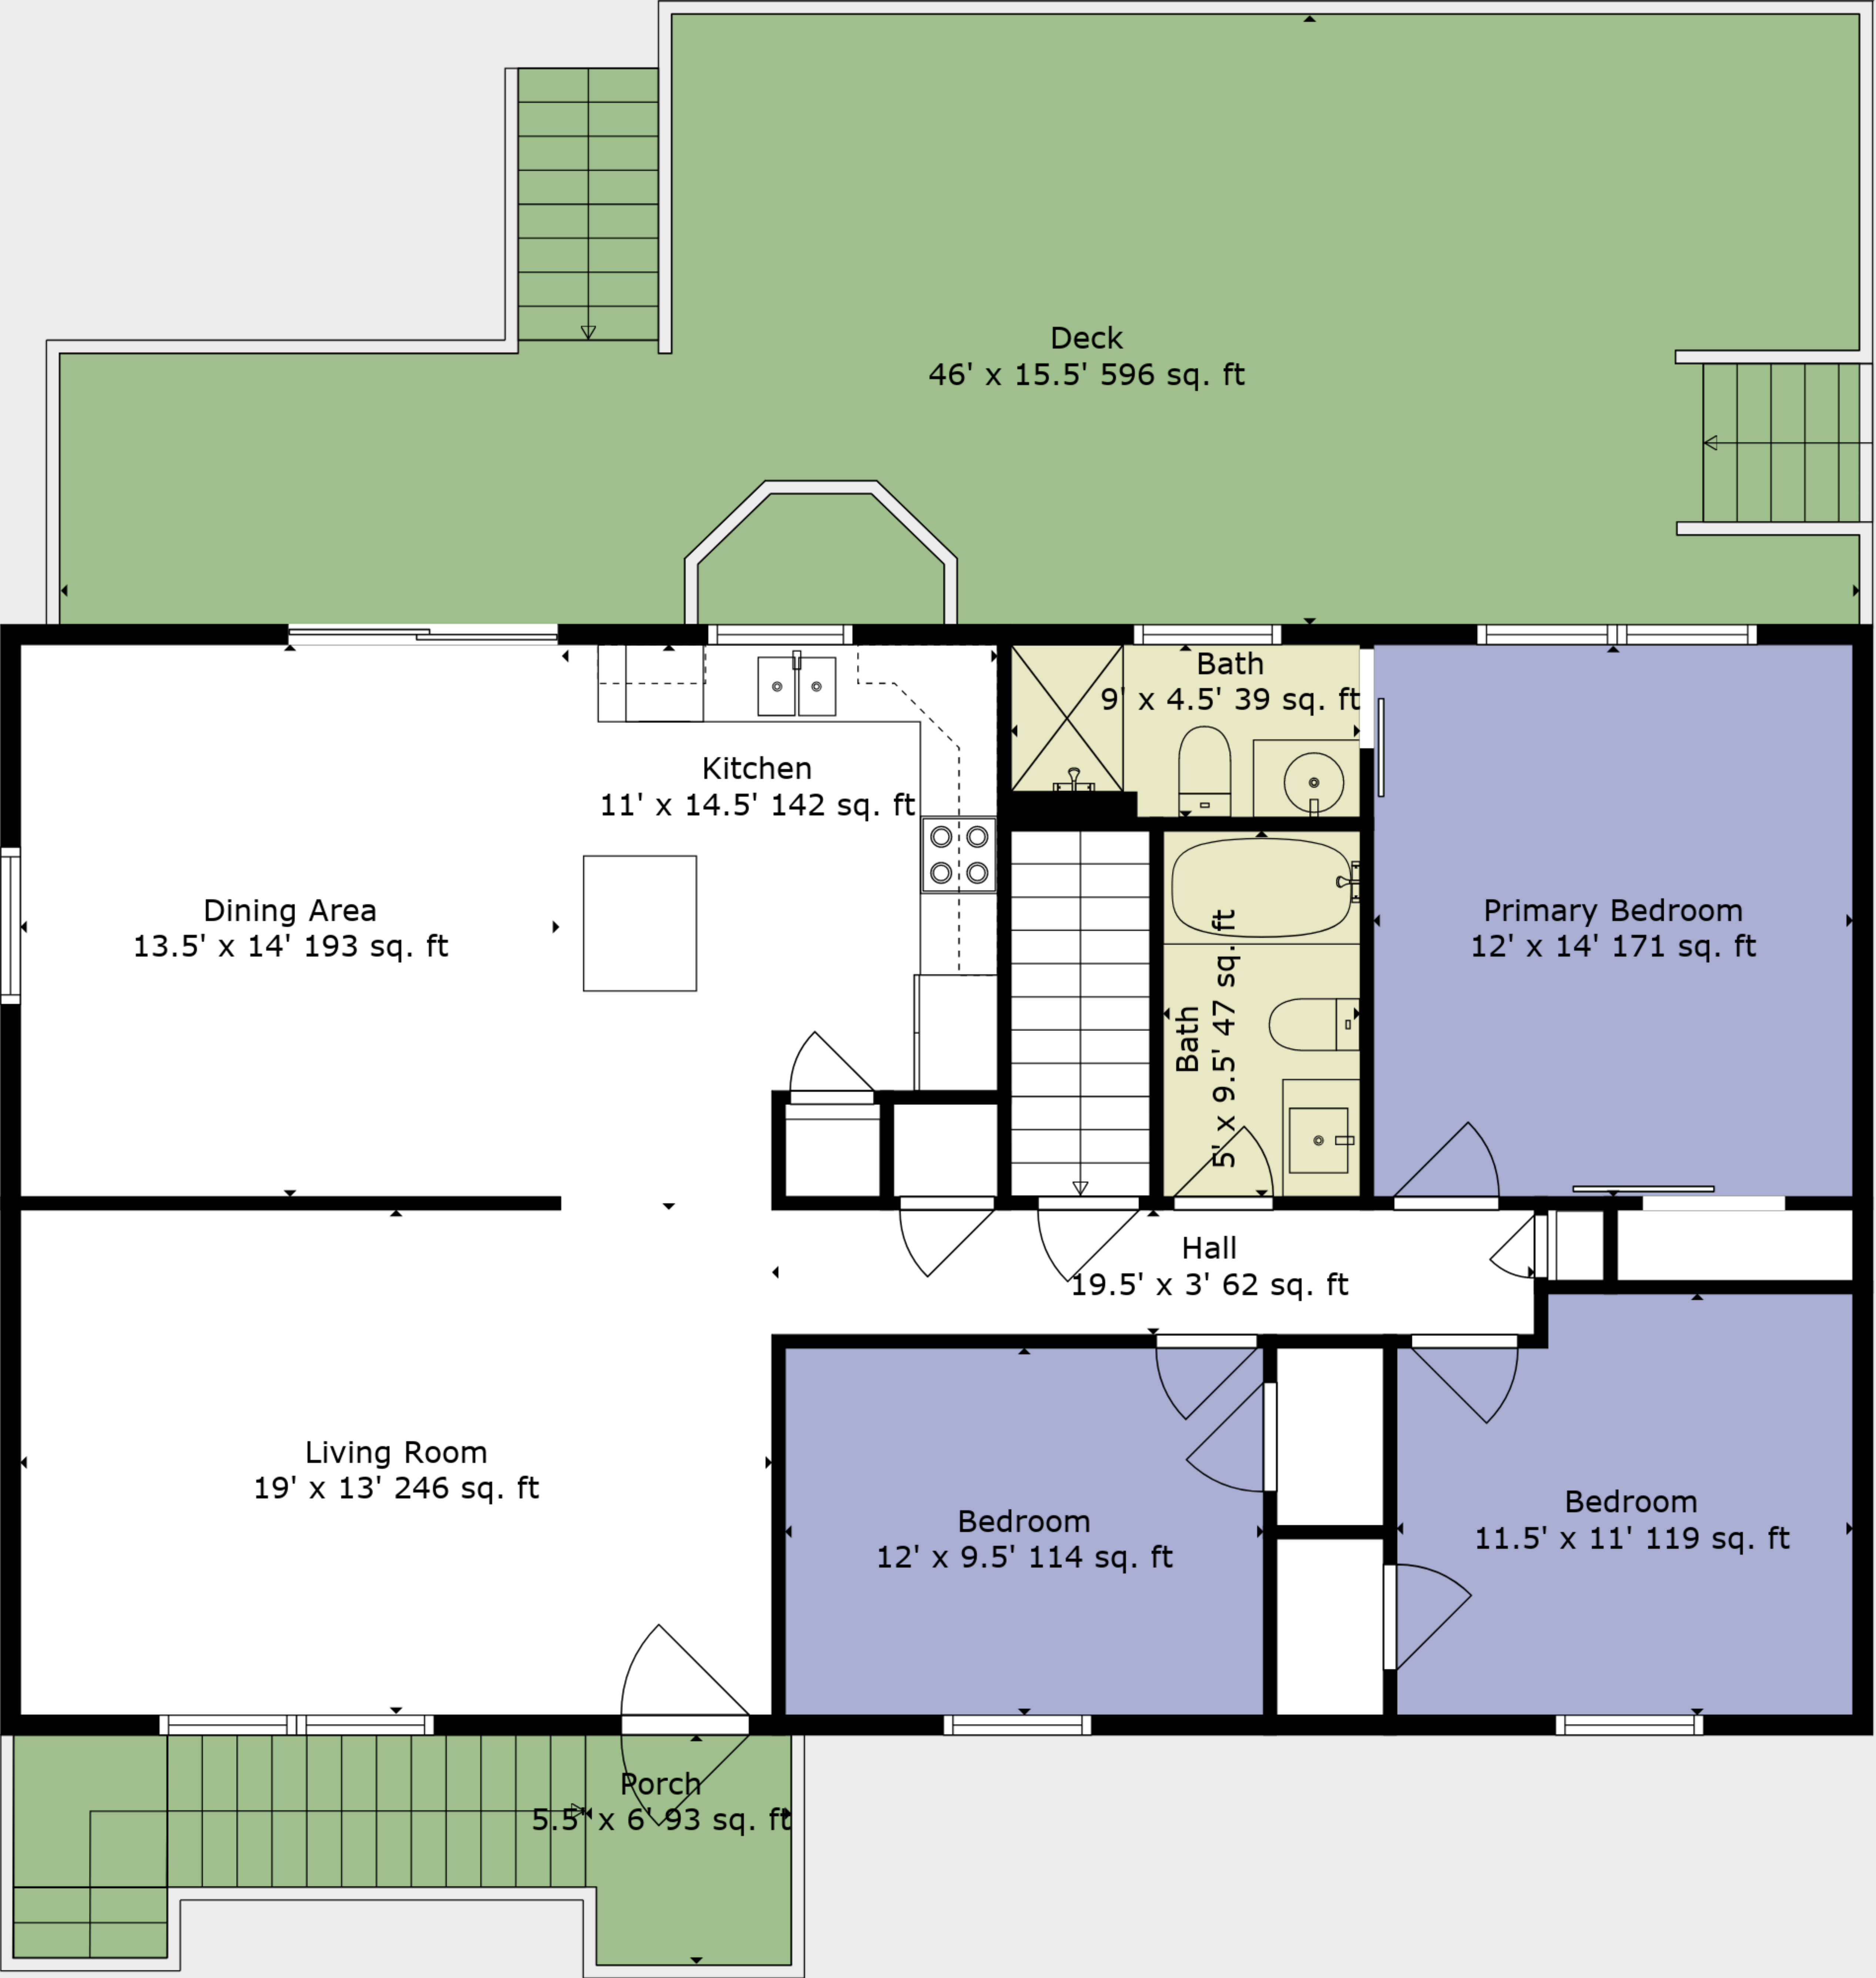 Deck
46' x 15.5' 596 sq. ft
Bath
9' x 4.5' 39 sq. ft
Kitchen
11' x 14.5' 142 sq. ft
Dining Area
13.5' x 14' 193 sq. ft
Primary Bedroom
12' x 14' 171 sq. ft
Bath
5' x 9.5' 47 sq. ft
Hall
19.5' x 3' 62 sq. ft
Living Room
19' x 13' 246 sq. ft
Bedroom
12' x 9.5' 114 sq. ft
Bedroom
11.5' x 11' 119 sq. ft
Porch
5.5' x 6' 93 sq. ft